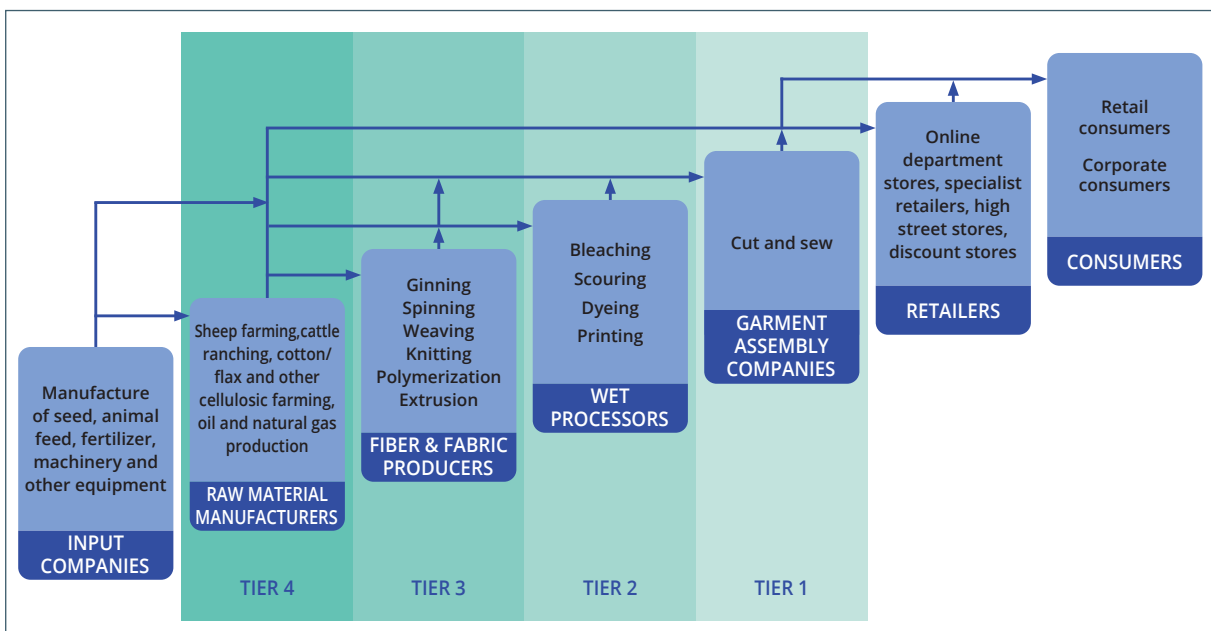 Manufacture
of seed, animal
feed, fertilizer,
machinery and
other equipment
INPUT
COMPANIES
Sheep farming,cattle
ranching, cotton/
flax and other
cellulosic farming,
oil and natural gas
production
RAW MATERIAL
MANUFACTURERS
TIER 4
Ginning
Spinning
Weaving
Knitting
Polymerization
Extrusion
FIBER & FABRIC
PRODUCERS
TIER 3
Bleaching
Scouring
Dyeing
Printing
WET
PROCESSORS
TIER 2
Cut and sew
GARMENT
ASSEMBLY
COMPANIES
TIER 1
Online
department
stores, specialist
retailers, high
street stores,
discount stores
RETAILERS
Retail
consumers
Corporate
consumers
CONSUMERS